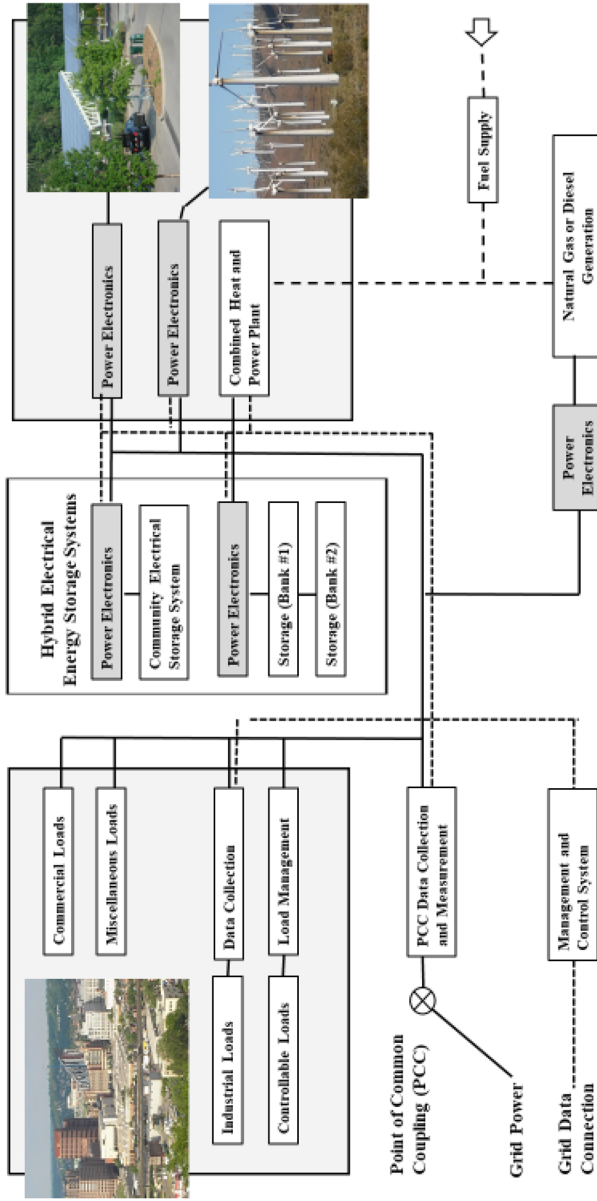 Commercial Loads
Miscellaneous Loads
Industrial Loads
Data Collection
Controllable Loads
Load Management
Point of Common
Coupling (PCC)
PCC Data Collection
and Measurement
Grid Power
Grid Data
Connection
Management and
Control System
Hybrid Electrical
Energy Storage Systems
Power Electronics
Community Electrical
Storage System
Power Electronics
Storage (Bank #1)
Storage (Bank #2)
Power Electronics
Power Electronics
Combined Heat and
Power Plant
Fuel Supply
Power
Electronics
Natural Gas or Diesel
Generation